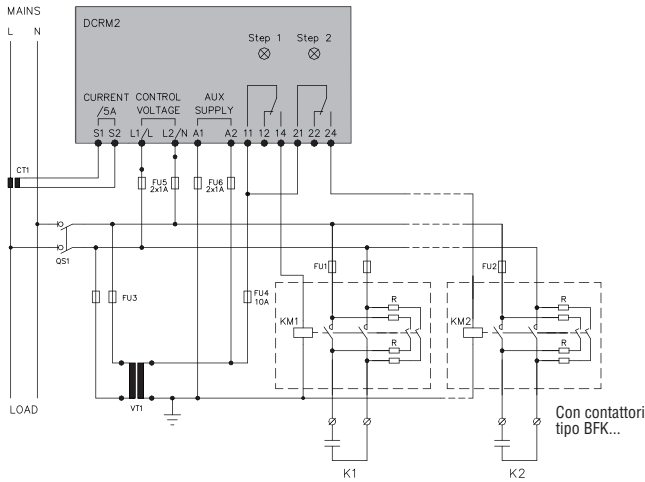 MAINS
L N
DCRM2
Step 1 Step 2
CURRENT /5A
CONTROL VOLTAGE
AUX SUPPLY
S1 S2 L1/L L2/N A1 A2 11 12 14 21 22 24
CT1
FU5 2x1A
FU6 2x1A
QS1
FU1
FU2
FU3
FU4 10A
R
R
KM1
KM2
R
R
VT1
LOAD
K1
K2
Con contattori
tipo BFK...